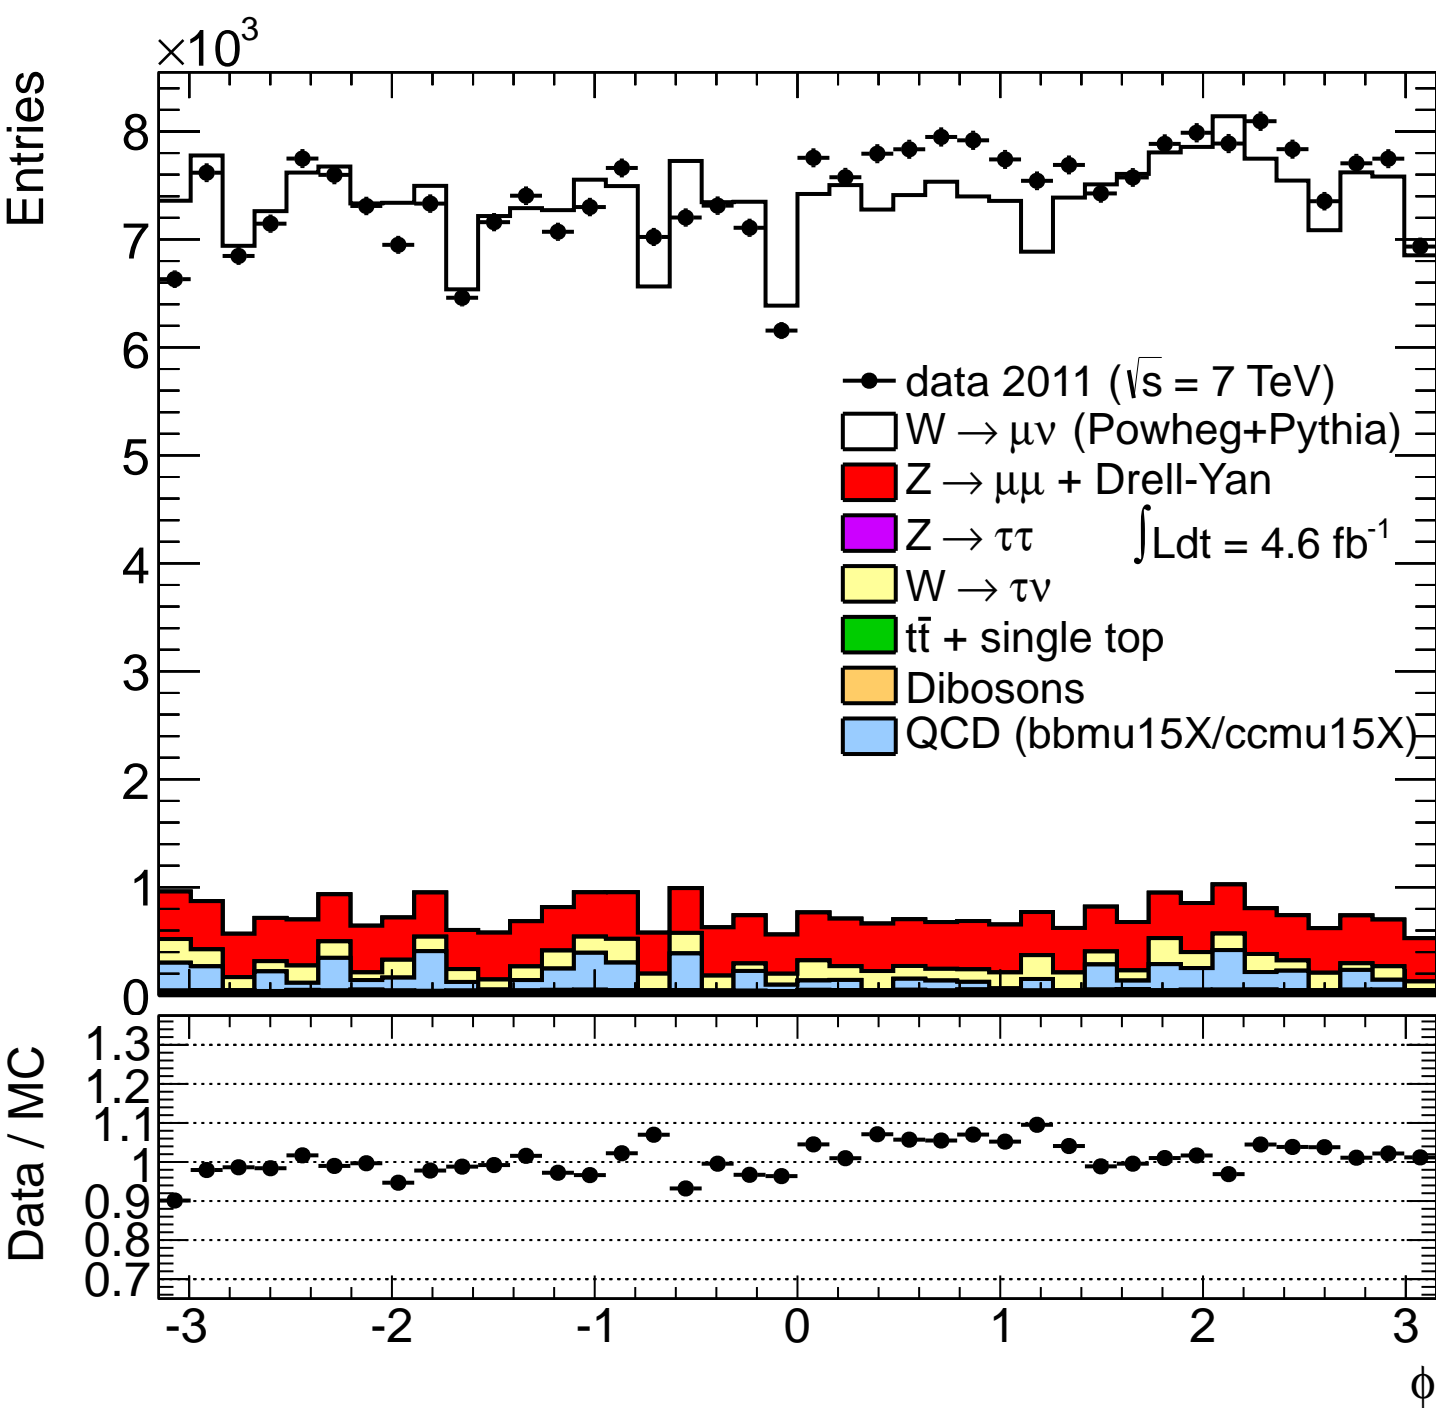 ×10³
Entries
8
7
6
5
4
3
2
1
0
data 2011 (√s = 7 TeV)
W → μν (Powheg+Pythia)
Z → μμ + Drell-Yan
Z → ττ
∫Ldt = 4.6 fb⁻¹
W → τν
tt̄ + single top
Dibosons
QCD (bbmu15X/ccmu15X)
Data / MC
1.3
1.2
1.1
1
0.9
0.8
0.7
-3 -2 -1 0 1 2 3
ϕ